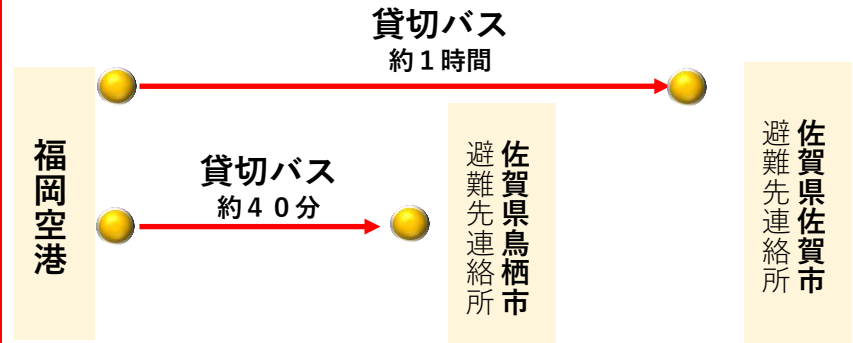 貸切バス
約１時間
福岡空港
貸切バス
約４０分
佐賀県鳥栖市
避難先連絡所
佐賀県佐賀市
避難先連絡所